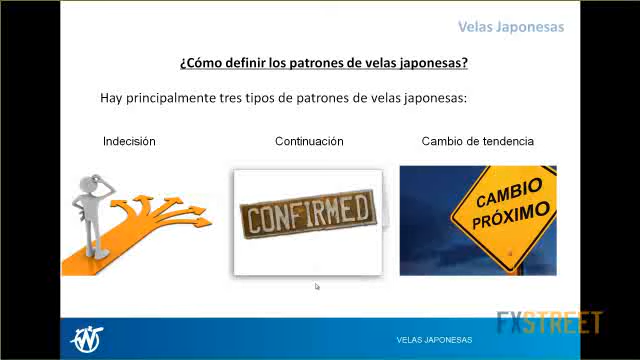 Velas Japonesas
¿Cómo definir los patrones de velas japonesas?
Hay principalmente tres tipos de patrones de velas japonesas:
Indecisión
Continuación
Cambio de tendencia
CONFIRMED
CAMBIO
PRÓXIMO
VELAS JAPONESAS
FXSTREET